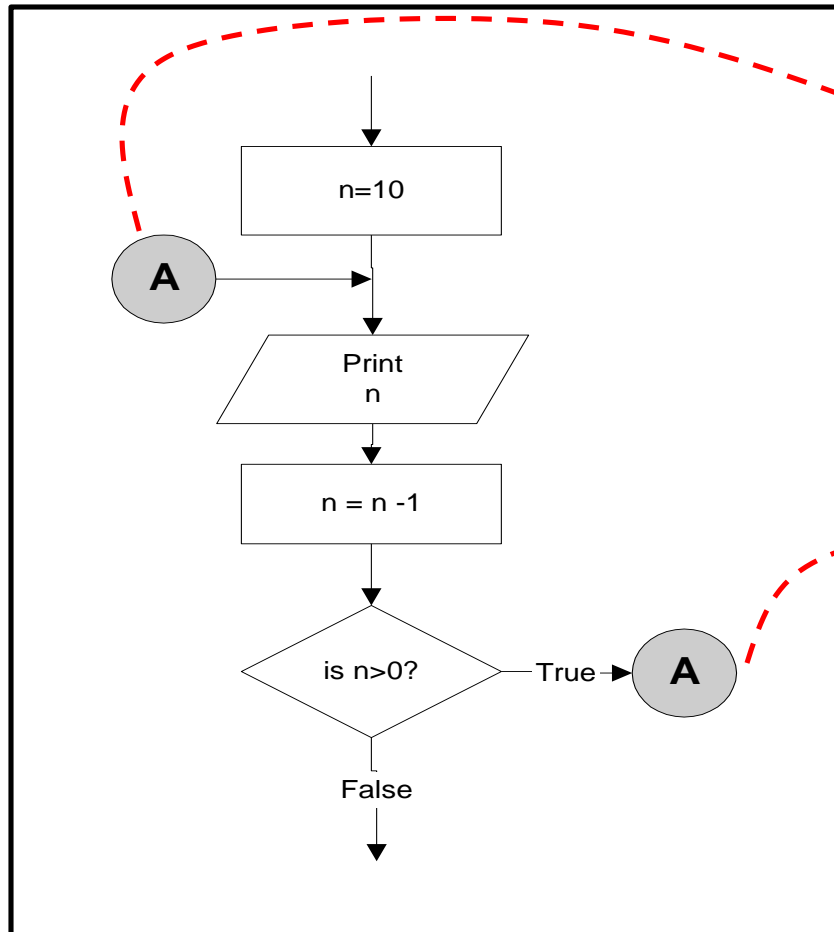 n=10
A
Print
n
n = n -1
is n>0?
True
A
False